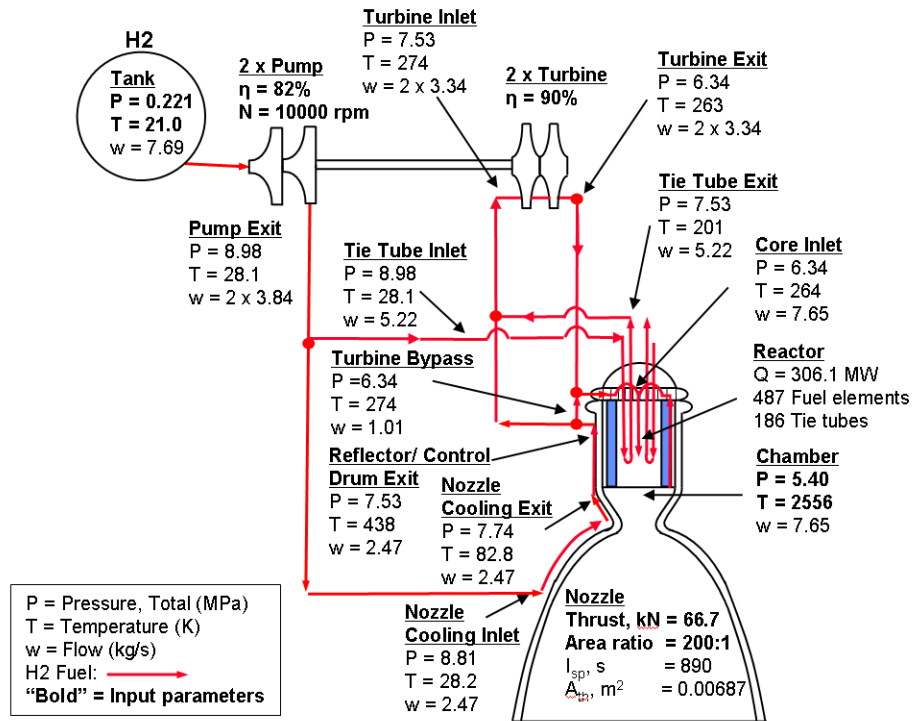 H2
Tank
P = 0.221
T = 21.0
w = 7.69
2 x Pump
η = 82%
N = 10000 rpm
Turbine Inlet
P = 7.53
T = 274
w = 2 x 3.34
2 x Turbine
η = 90%
Turbine Exit
P = 6.34
T = 263
w = 2 x 3.34
Pump Exit
P = 8.98
T = 28.1
w = 2 x 3.84
Tie Tube Inlet
P = 8.98
T = 28.1
w = 5.22
Tie Tube Exit
P = 7.53
T = 201
w = 5.22
Core Inlet
P = 6.34
T = 264
w = 7.65
Turbine Bypass
P =6.34
T = 274
w = 1.01
Reactor
Q = 306.1 MW
487 Fuel elements
186 Tie tubes
Reflector/ Control
Drum Exit
P = 7.53
T = 438
w = 2.47
Nozzle
Cooling Exit
P = 7.74
T = 82.8
w = 2.47
Chamber
P = 5.40
T = 2556
w = 7.65
Nozzle
Cooling Inlet
P = 8.81
T = 28.2
w = 2.47
Nozzle
Thrust, kN = 66.7
Area ratio = 200:1
Isp, s = 890
Ath, m² = 0.00687
P = Pressure, Total (MPa)
T = Temperature (K)
w = Flow (kg/s)
H2 Fuel:
“Bold” = Input parameters